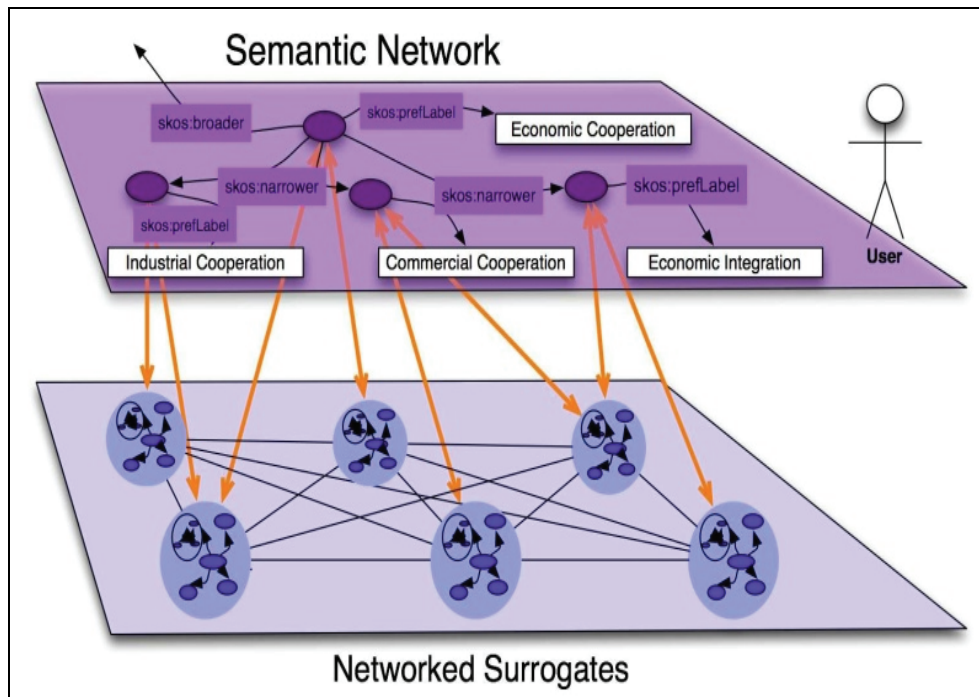 Semantic Network
skos:broader
skos:prefLabel
Economic Cooperation
skos:narrower
skos:narrower
skos:prefLabel
skos:prefLabel
Industrial Cooperation
Commercial Cooperation
Economic Integration
User
Networked Surrogates